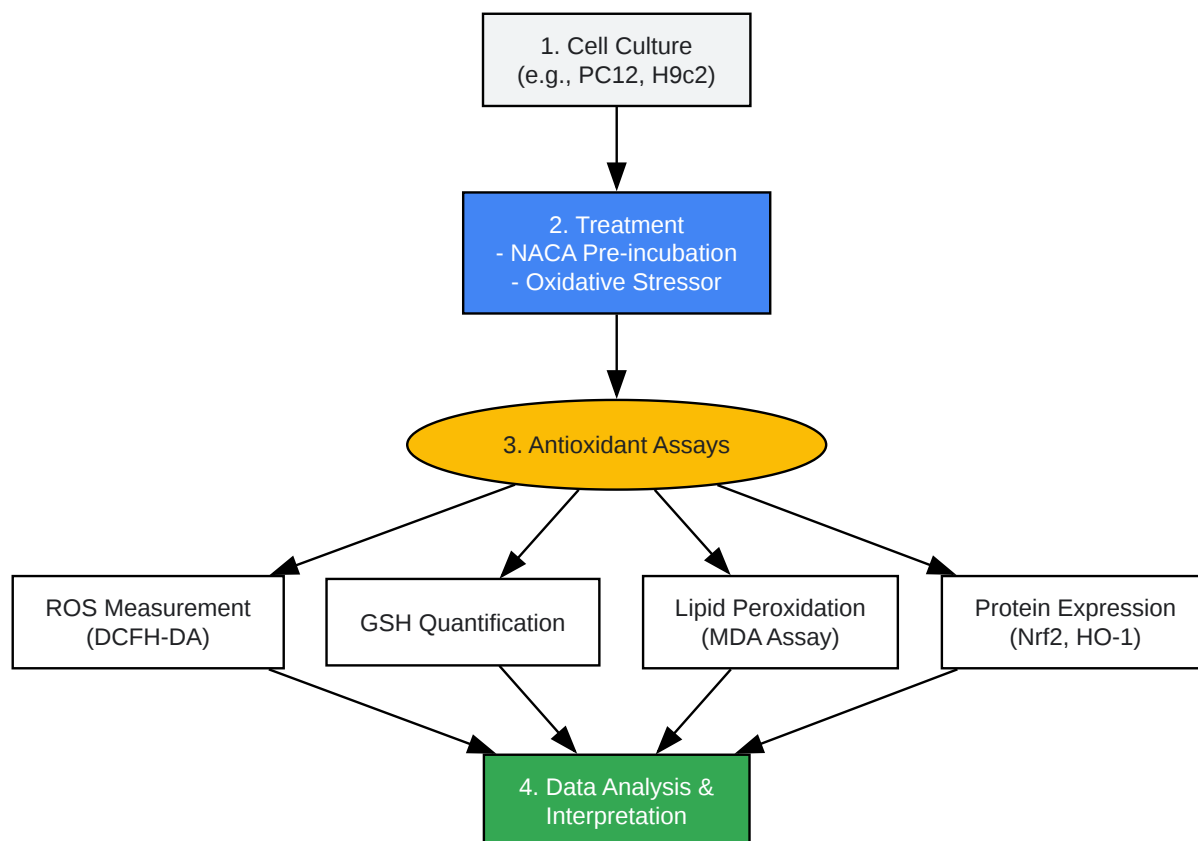 1. Cell Culture
(e.g., PC12, H9c2)
2. Treatment
- NACA Pre-incubation
- Oxidative Stressor
3. Antioxidant Assays
ROS Measurement
(DCFH-DA)
GSH Quantification
Lipid Peroxidation
(MDA Assay)
Protein Expression
(Nrf2, HO-1)
4. Data Analysis &
Interpretation